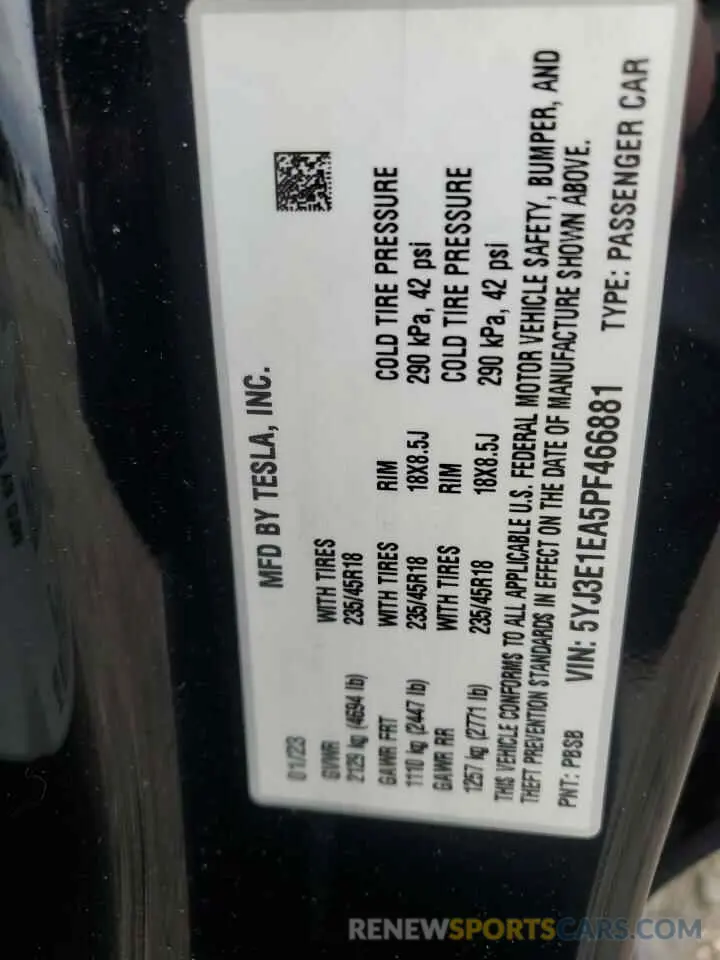 MFD BY TESLA, INC.
01/23
GVWR
2129 kg (4694 lb)
WITH TIRES
235/45R18
GAWR FRT WITH TIRES RIM COLD TIRE PRESSURE
1110 kg (2447 lb) 235/45R18 18X8.5J 290 kPa, 42 psi
GAWR RR WITH TIRES RIM COLD TIRE PRESSURE
1257 kg (2771 lb) 235/45R18 18X8.5J 290 kPa, 42 psi
THIS VEHICLE CONFORMS TO ALL APPLICABLE U.S. FEDERAL MOTOR VEHICLE SAFETY, BUMPER, AND
THEFT PREVENTION STANDARDS IN EFFECT ON THE DATE OF MANUFACTURE SHOWN ABOVE.
PNT: PBSB VIN: 5YJ3E1EA5PF466881 TYPE: PASSENGER CAR
RENEWSPORTSCARS.COM